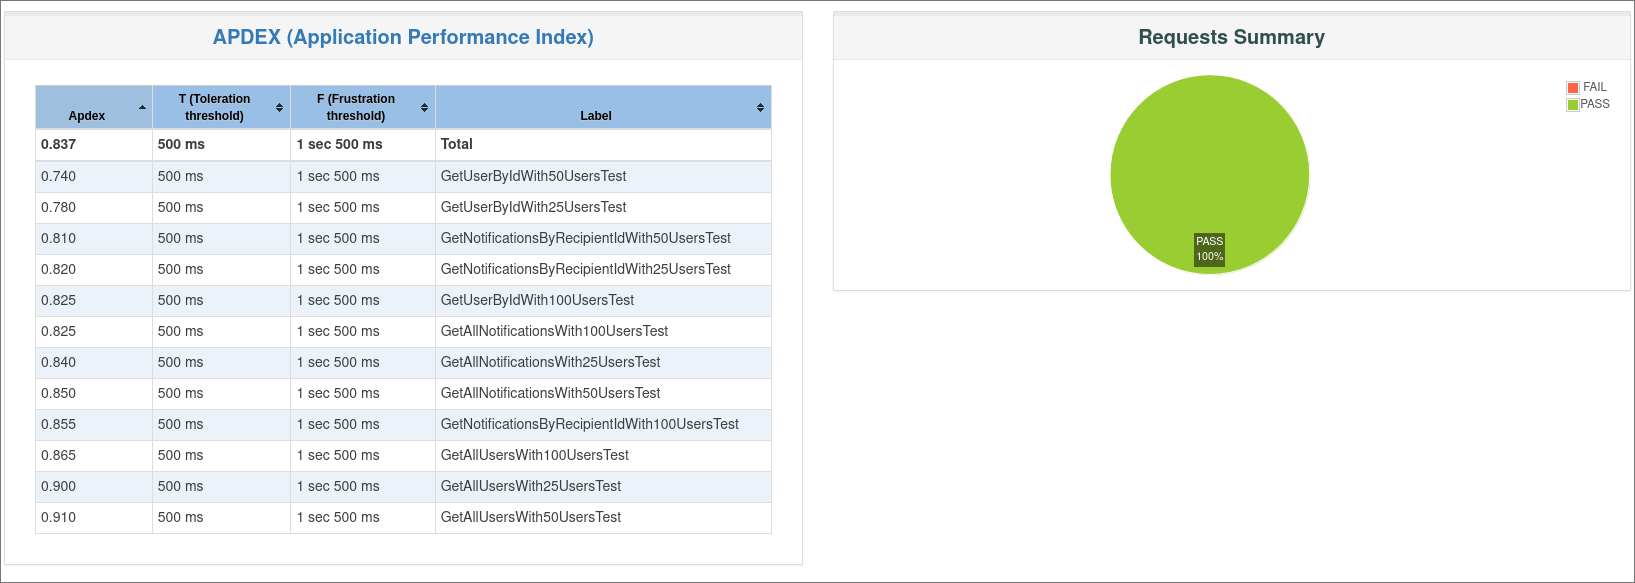 APDEX (Application Performance Index)
Apdex T (Toleration threshold) F (Frustration threshold) Label
0.837 500 ms 1 sec 500 ms Total
0.740 500 ms 1 sec 500 ms GetUserByIdWith50UsersTest
0.780 500 ms 1 sec 500 ms GetUserByIdWith25UsersTest
0.810 500 ms 1 sec 500 ms GetNotificationsByRecipientIdWith50UsersTest
0.820 500 ms 1 sec 500 ms GetNotificationsByRecipientIdWith25UsersTest
0.825 500 ms 1 sec 500 ms GetUserByIdWith100UsersTest
0.825 500 ms 1 sec 500 ms GetAllNotificationsWith100UsersTest
0.840 500 ms 1 sec 500 ms GetAllNotificationsWith25UsersTest
0.850 500 ms 1 sec 500 ms GetAllNotificationsWith50UsersTest
0.855 500 ms 1 sec 500 ms GetNotificationsByRecipientIdWith100UsersTest
0.865 500 ms 1 sec 500 ms GetAllUsersWith100UsersTest
0.900 500 ms 1 sec 500 ms GetAllUsersWith25UsersTest
0.910 500 ms 1 sec 500 ms GetAllUsersWith50UsersTest
Requests Summary
FAIL
PASS
PASS
100%